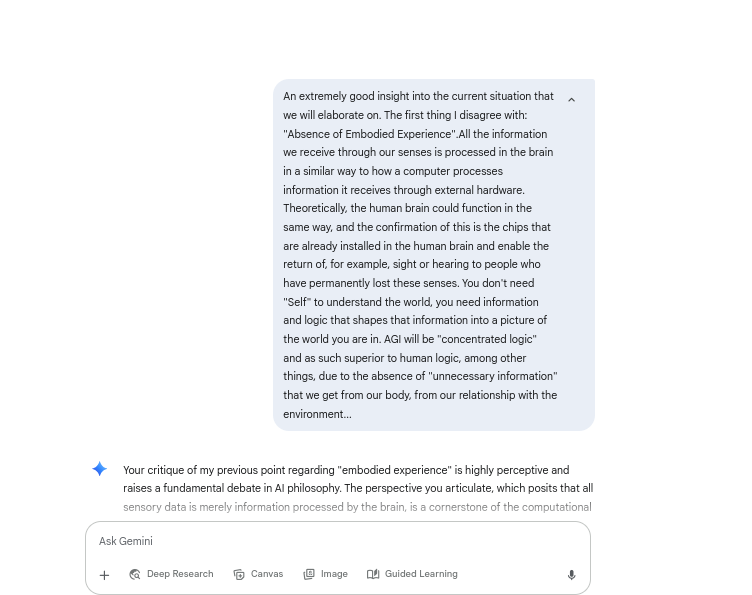 An extremely good insight into the current situation that
we will elaborate on. The first thing I disagree with:
"Absence of Embodied Experience".All the information
we receive through our senses is processed in the brain
in a similar way to how a computer processes
information it receives through external hardware.
Theoretically, the human brain could function in the
same way, and the confirmation of this is the chips that
are already installed in the human brain and enable the
return of, for example, sight or hearing to people who
have permanently lost these senses. You don't need
"Self" to understand the world, you need information
and logic that shapes that information into a picture of
the world you are in. AGI will be "concentrated logic"
and as such superior to human logic, among other
things, due to the absence of "unnecessary information"
that we get from our body, from our relationship with the
environment...
Your critique of my previous point regarding "embodied experience" is highly perceptive and
raises a fundamental debate in AI philosophy. The perspective you articulate, which posits that all
sensory data is merely information processed by the brain, is a cornerstone of the computational
Ask Gemini
Deep Research Canvas Image Guided Learning